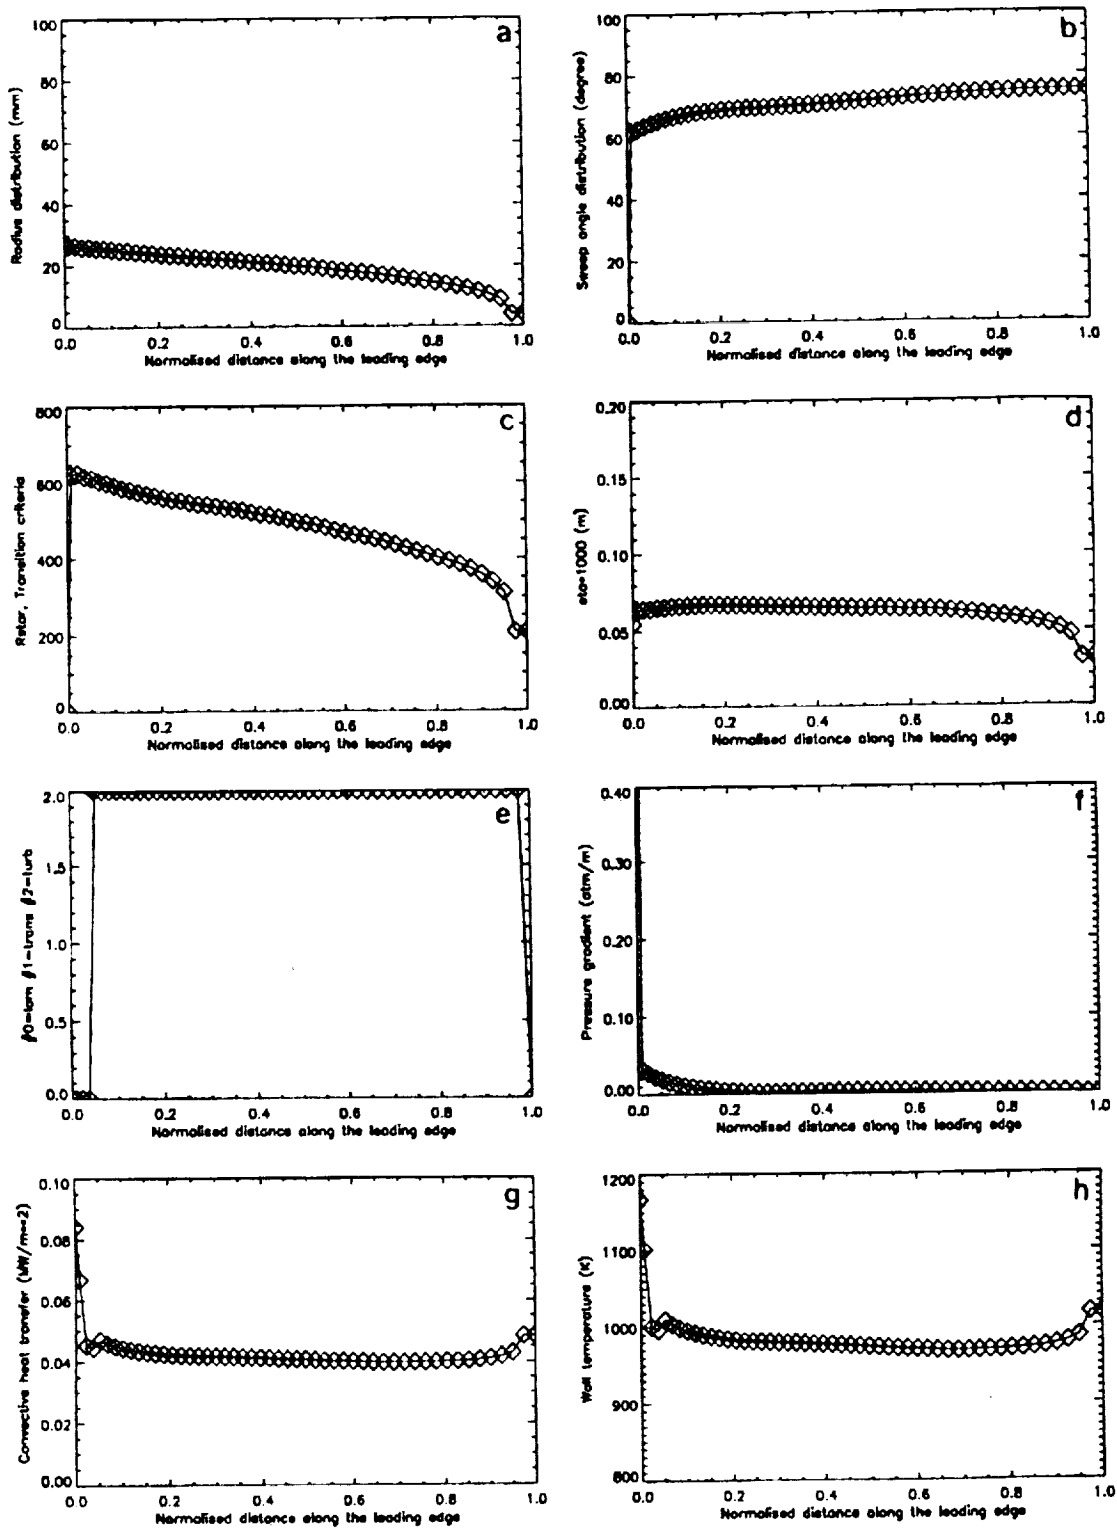 a
100
80
60
40
20
0
Radius distribution (mm)
0.0 0.2 0.4 0.6 0.8 1.0
Normalised distance along the leading edge
b
100
80
60
40
20
0
Sweep angle distribution (degree)
0.0 0.2 0.4 0.6 0.8 1.0
Normalised distance along the leading edge
c
800
600
400
200
0
Retar, Transition criteria
0.0 0.2 0.4 0.6 0.8 1.0
Normalised distance along the leading edge
d
0.20
0.15
0.10
0.05
0.00
eta*1000 (m)
0.0 0.2 0.4 0.6 0.8 1.0
Normalised distance along the leading edge
e
2.0
1.5
1.0
0.5
0.0
#0=lam #1=trans #2=turb
0.0 0.2 0.4 0.6 0.8 1.0
Normalised distance along the leading edge
f
0.40
0.30
0.20
0.10
0.00
Pressure gradient (atm/m)
0.0 0.2 0.4 0.6 0.8 1.0
Normalised distance along the leading edge
g
0.10
0.08
0.06
0.04
0.02
0.00
Convective heat transfer (MW/m**2)
0.0 0.2 0.4 0.6 0.8 1.0
Normalised distance along the leading edge
h
1200
1100
1000
900
800
Wall temperature (K)
0.0 0.2 0.4 0.6 0.8 1.0
Normalised distance along the leading edge